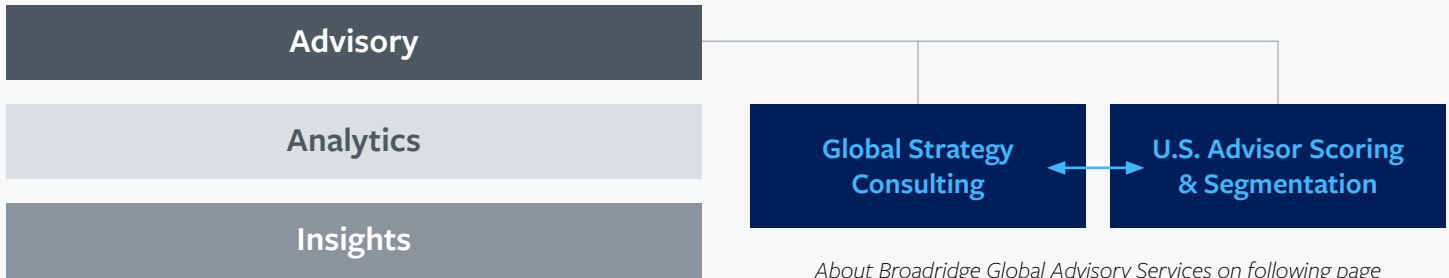 Advisory
Analytics
Insights
Global Strategy
Consulting
U.S. Advisor Scoring
& Segmentation
About Broadridge Global Advisory Services on following page